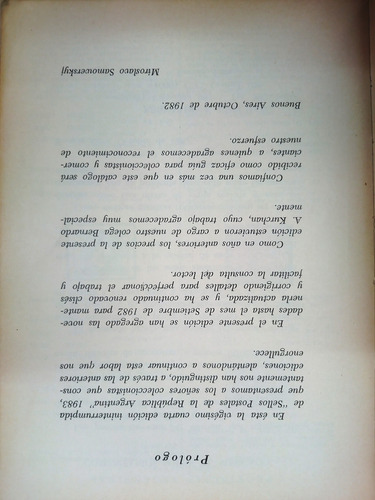 Prólogo
En ésta vigésimo cuarta edición ininterrumpida
de "Sellos Postales de la República Argentina" 1983,
que presentamos a los señores coleccionistas que cons-
tantemente nos han distinguido, a través de las anteriores
ediciones, alentándonos a continuar esta labor que nos
enorgullece.
En el presente edición se han agregado las nove-
dades hasta el mes de Setiembre de 1982 para mante-
nerla actualizada, y se ha continuado renovado clisés
y corrigiendo detalles para perfeccionar el trabajo y
facilitar la consulta del lector.
Como en años anteriores, los precios de la presente
edición estuvieron a cargo de nuestro colega Bernardo
A. Kurchan, cuyo trabajo agradecemos muy especial-
mente.
Confiamos una vez más en que este catálogo será
recibido como eficaz guía para coleccionistas y comer-
ciantes, a quienes agradecemos el reconocimiento de
nuestro esfuerzo.
Buenos Aires, Octubre de 1982.
Miroslavo Samowerskyj